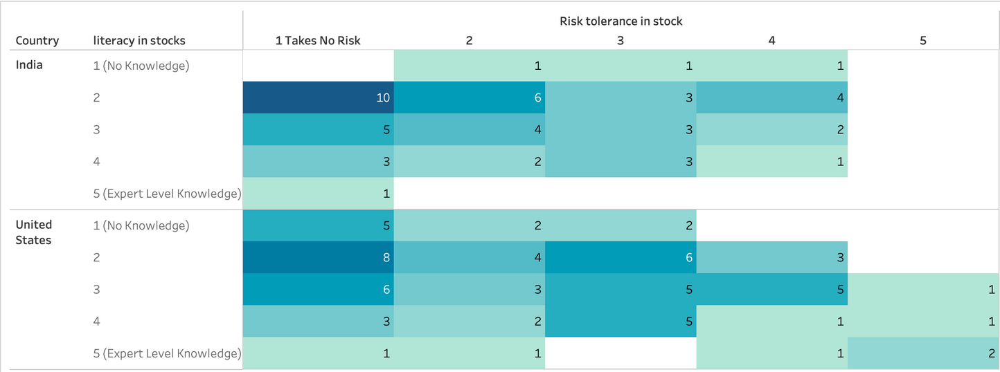 Risk tolerance in stock
Country literacy in stocks 1 Takes No Risk 2 3 4 5
India 1 (No Knowledge) 1 1 1
2 10 6 3 4
3 5 4 3 2
4 3 2 3 1
5 (Expert Level Knowledge) 1
United States 1 (No Knowledge) 5 2 2
2 8 4 6 3
3 6 3 5 5 1
4 3 2 5 1 1
5 (Expert Level Knowledge) 1 1 1 2